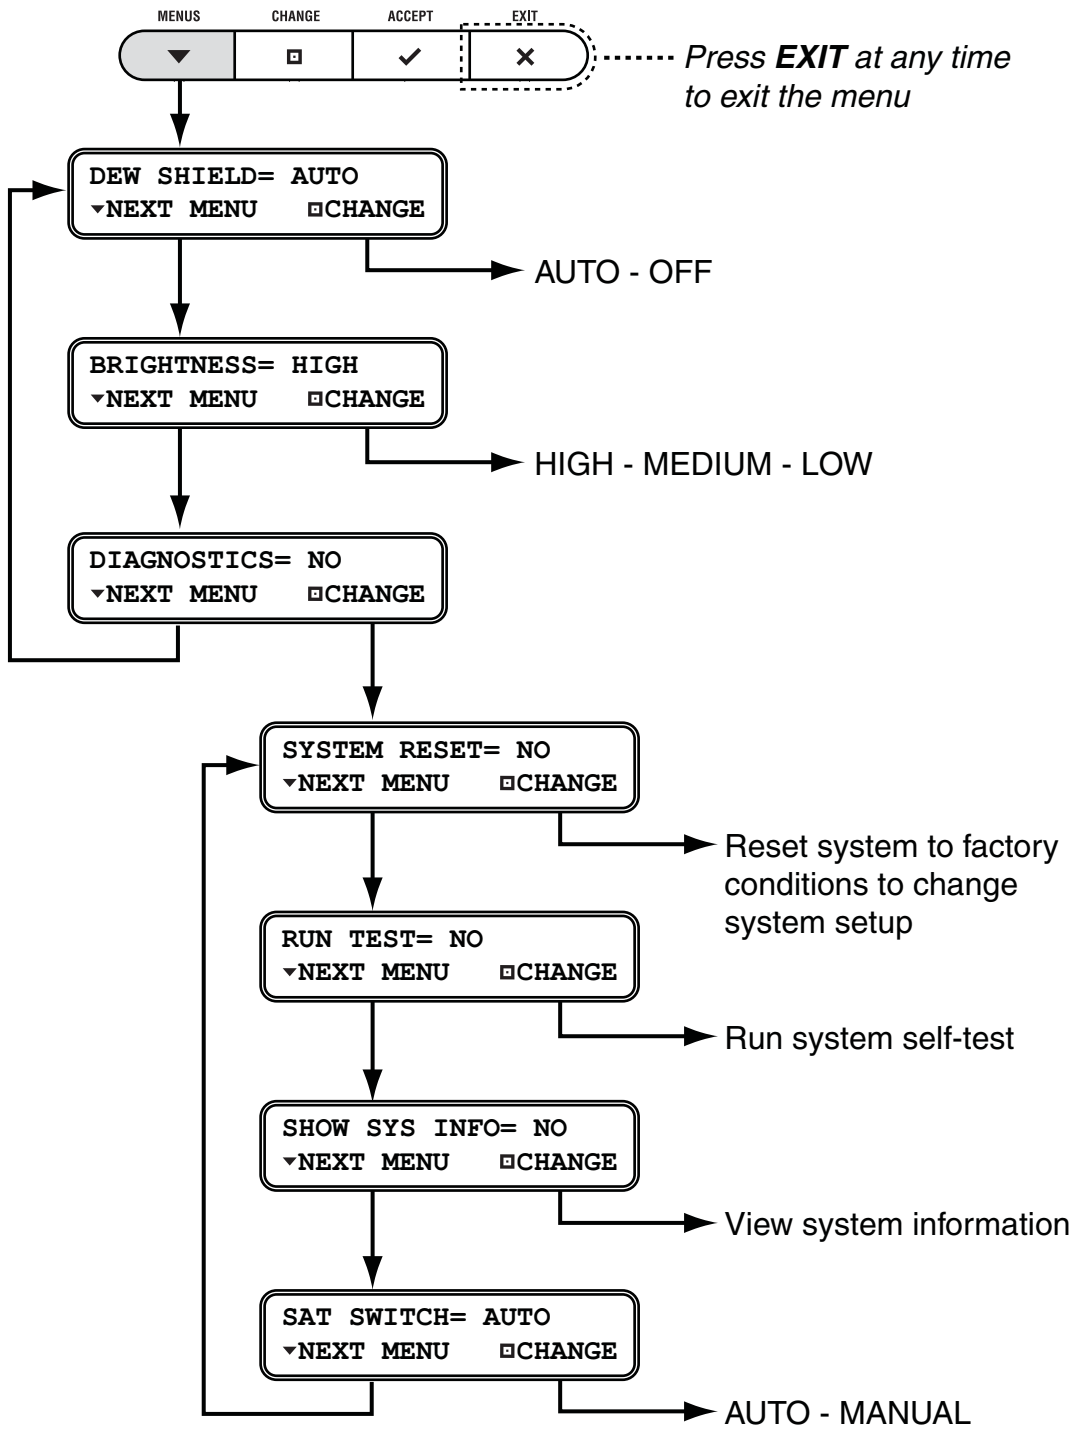 MENUS CHANGE ACCEPT EXIT
Press EXIT at any time
to exit the menu
DEW SHIELD= AUTO
▼NEXT MENU ⊡CHANGE
AUTO - OFF
BRIGHTNESS= HIGH
▼NEXT MENU ⊡CHANGE
HIGH - MEDIUM - LOW
DIAGNOSTICS= NO
▼NEXT MENU ⊡CHANGE
SYSTEM RESET= NO
▼NEXT MENU ⊡CHANGE
Reset system to factory
conditions to change
system setup
RUN TEST= NO
▼NEXT MENU ⊡CHANGE
Run system self-test
SHOW SYS INFO= NO
▼NEXT MENU ⊡CHANGE
View system information
SAT SWITCH= AUTO
▼NEXT MENU ⊡CHANGE
AUTO - MANUAL